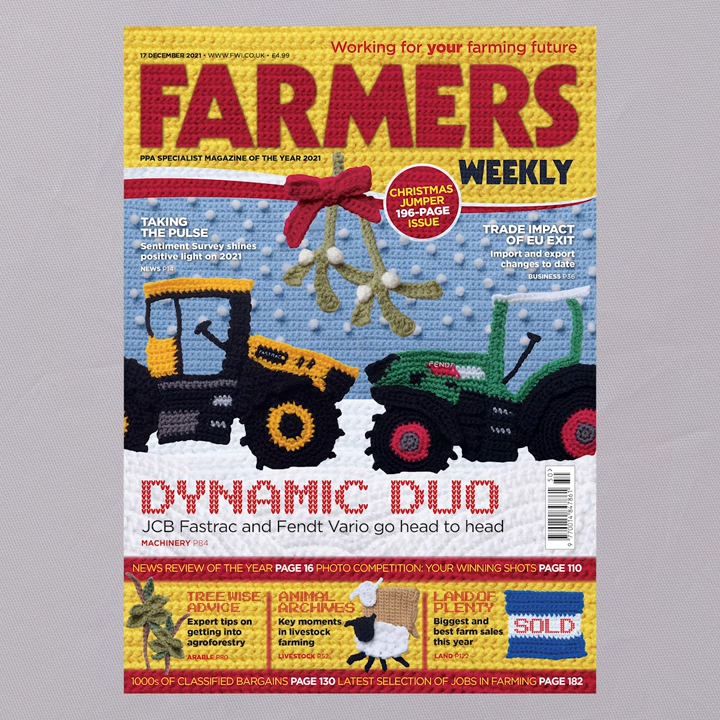 Working for your farming future
17 DECEMBER 2021 • WWW.FWI.CO.UK • £4.99
FARMERS
WEEKLY
PPA SPECIALIST MAGAZINE OF THE YEAR 2021
CHRISTMAS
JUMPER
196-PAGE
ISSUE
TAKING
THE PULSE
Sentiment Survey shines
positive light on 2021
NEWS P14
TRADE IMPACT
OF EU EXIT
Import and export
changes to date
BUSINESS P36
FASTRAC
FENDT
DYNAMIC DUO
JCB Fastrac and Fendt Vario go head to head
MACHINERY P84
50>
9 770014 847861
NEWS REVIEW OF THE YEAR PAGE 16 PHOTO COMPETITION: YOUR WINNING SHOTS PAGE 110
TREE WISE
ADVICE
Expert tips on
getting into
agroforestry
ARABLE P80
ANIMAL
ARCHIVES
Key moments
in livestock
farming
LIVESTOCK P52
LAND OF
PLENTY
Biggest and
best farm sales
this year
LAND P122
SOLD
1000s OF CLASSIFIED BARGAINS PAGE 130 LATEST SELECTION OF JOBS IN FARMING PAGE 182